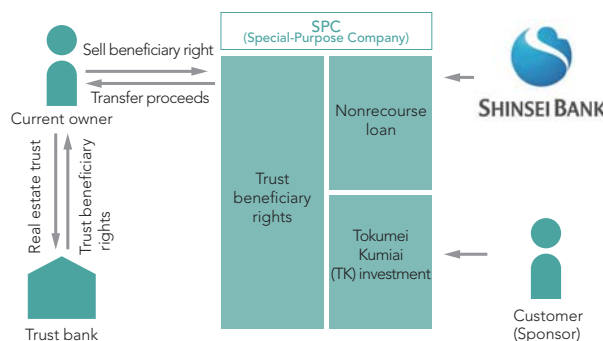 SPC
(Special-Purpose Company)
Sell beneficiary right
Transfer proceeds
Current owner
Real estate trust
Trust beneficiary
rights
Trust bank
Trust
beneficiary
rights
Nonrecourse
loan
Tokumei
Kumiai
(TK) investment
SHINSEI BANK
Customer
(Sponsor)